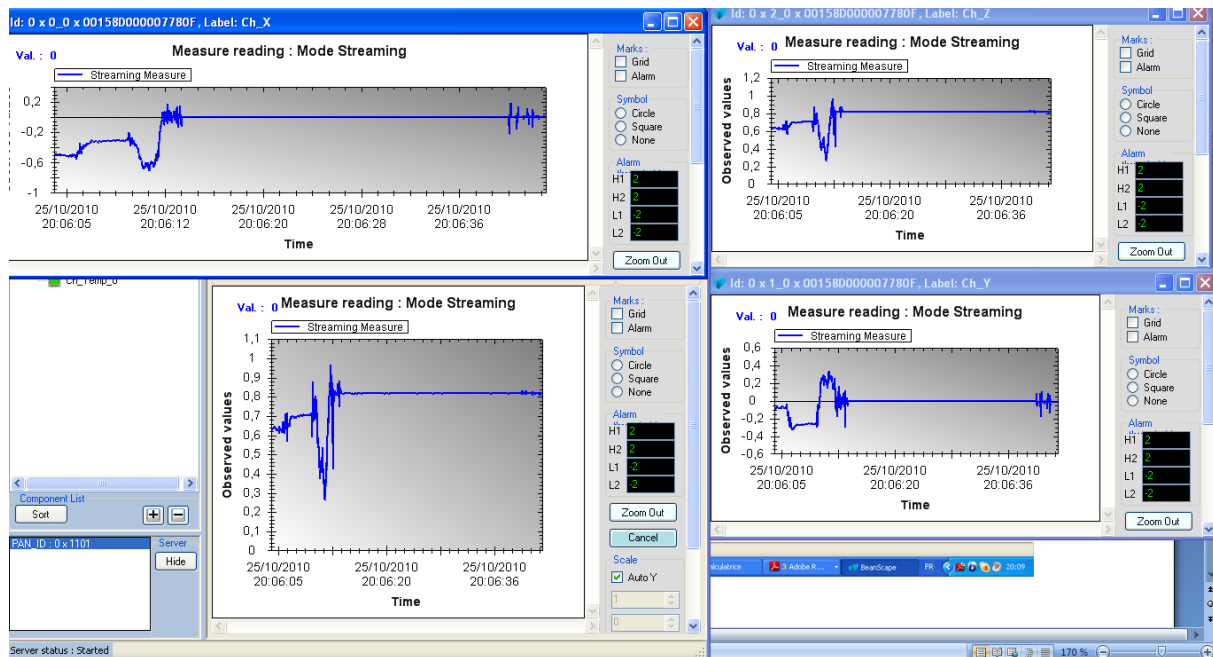 Id: 0 x 0_0 x 00158D000007780F, Label: Ch_X
Val. : 0
Measure reading : Mode Streaming
Streaming Measure
0,2
-0,2
-0,6
-1
25/10/2010 25/10/2010 25/10/2010 25/10/2010 25/10/2010
20:06:05 20:06:12 20:06:20 20:06:28 20:06:36
Time
Marks :
Grid
Alarm
Symbol
Circle
Square
None
Alarm
H1 2
H2 2
L1 -2
L2 -2
Zoom Out
Id: 0 x 2_0 x 00158D000007780F, Label: Ch_Z
Val. : 0
Measure reading : Mode Streaming
Streaming Measure
Observed values
1,2
1
0,8
0,6
0,4
0,2
0
25/10/2010 25/10/2010 25/10/2010
20:06:05 20:06:20 20:06:36
Time
Marks :
Grid
Alarm
Symbol
Circle
Square
None
Alarm
H1 2
H2 2
L1 -2
L2 -2
Zoom Out
Ch_Temp_0
Component List
Sort
PAN_ID : 0 x 1101
Server
Hide
Server status : Started
Val. : 0
Measure reading : Mode Streaming
Streaming Measure
Observed values
1,1
1
0,9
0,8
0,7
0,6
0,5
0,4
0,3
0,2
0,1
0
25/10/2010 25/10/2010 25/10/2010
20:06:05 20:06:20 20:06:36
Time
Marks :
Grid
Alarm
Symbol
Circle
Square
None
Alarm
H1 2
H2 2
L1 -2
L2 -2
Zoom Out
Cancel
Scale
Auto Y
1
0
Id: 0 x 1_0 x 00158D000007780F, Label: Ch_Y
Val. : 0
Measure reading : Mode Streaming
Streaming Measure
Observed values
0,6
0,4
0,2
0
-0,2
-0,4
-0,6
25/10/2010 25/10/2010 25/10/2010
20:06:05 20:06:20 20:06:36
Time
Marks :
Grid
Alarm
Symbol
Circle
Square
None
Alarm
H1 2
H2 2
L1 -2
L2 -2
Zoom Out
alculatrice
3 Adobe R...
BeanScape
FR
20:09
170 %